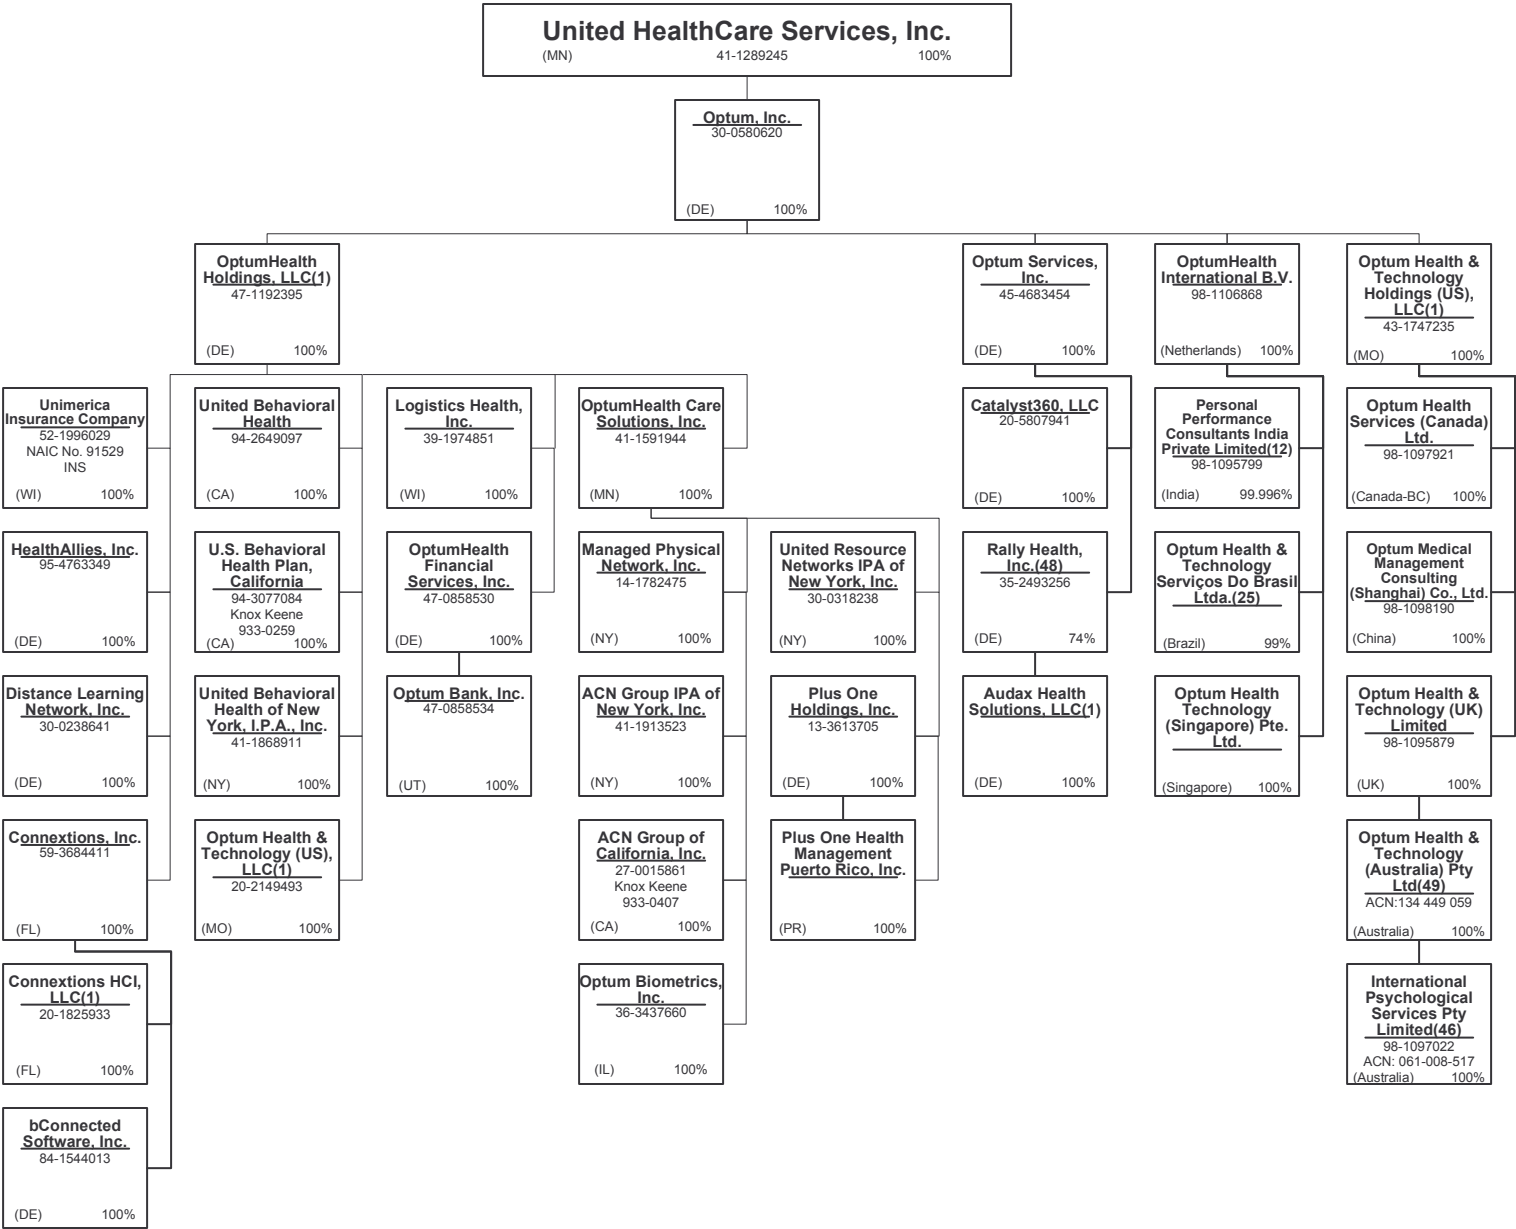 United HealthCare Services, Inc.
(MN) 41-1289245 100%
Optum, Inc.
30-0580620
(DE) 100%
OptumHealth
Holdings, LLC(1)
47-1192395
(DE) 100%
Optum Services,
Inc.
45-4683454
(DE) 100%
OptumHealth
International B.V.
98-1106868
(Netherlands) 100%
Optum Health &
Technology
Holdings (US),
LLC(1)
43-1747235
(MO) 100%
Unimerica
Insurance Company
52-1996029
NAIC No. 91529
INS
(WI) 100%
United Behavioral
Health
94-2649097
(CA) 100%
Logistics Health,
Inc.
39-1974851
(WI) 100%
OptumHealth Care
Solutions, Inc.
41-1591944
(MN) 100%
Catalyst360, LLC
20-5807941
(DE) 100%
Personal
Performance
Consultants India
Private Limited(12)
98-1095799
(India) 99.996%
Optum Health
Services (Canada)
Ltd.
98-1097921
(Canada-BC) 100%
HealthAllies, Inc.
95-4763349
(DE) 100%
U.S. Behavioral
Health Plan,
California
94-3077084
Knox Keene
933-0259
(CA) 100%
OptumHealth
Financial
Services, Inc.
47-0858530
(DE) 100%
Managed Physical
Network, Inc.
14-1782475
(NY) 100%
United Resource
Networks IPA of
New York, Inc.
30-0318238
(NY) 100%
Rally Health,
Inc.(48)
35-2493256
(DE) 74%
Optum Health &
Technology
Serviços Do Brasil
Ltda.(25)
(Brazil) 99%
Optum Medical
Management
Consulting
(Shanghai) Co., Ltd.
98-1098190
(China) 100%
Distance Learning
Network, Inc.
30-0238641
(DE) 100%
United Behavioral
Health of New
York, I.P.A., Inc.
41-1868911
(NY) 100%
Optum Bank, Inc.
47-0858534
(UT) 100%
ACN Group IPA of
New York, Inc.
41-1913523
(NY) 100%
Plus One
Holdings, Inc.
13-3613705
(DE) 100%
Audax Health
Solutions, LLC(1)
(DE) 100%
Optum Health
Technology
(Singapore) Pte.
Ltd.
(Singapore) 100%
Optum Health &
Technology (UK)
Limited
98-1095879
(UK) 100%
Connextions, Inc.
59-3684411
(FL) 100%
Optum Health &
Technology (US),
LLC(1)
20-2149493
(MO) 100%
ACN Group of
California, Inc.
27-0015861
Knox Keene
933-0407
(CA) 100%
Plus One Health
Management
Puerto Rico, Inc.
(PR) 100%
Optum Health &
Technology
(Australia) Pty
Ltd(49)
ACN:134 449 059
(Australia) 100%
Connextions HCI,
LLC(1)
20-1825933
(FL) 100%
Optum Biometrics,
Inc.
36-3437660
(IL) 100%
International
Psychological
Services Pty
Limited(46)
98-1097022
ACN: 061-008-517
(Australia) 100%
bConnected
Software, Inc.
84-1544013
(DE) 100%